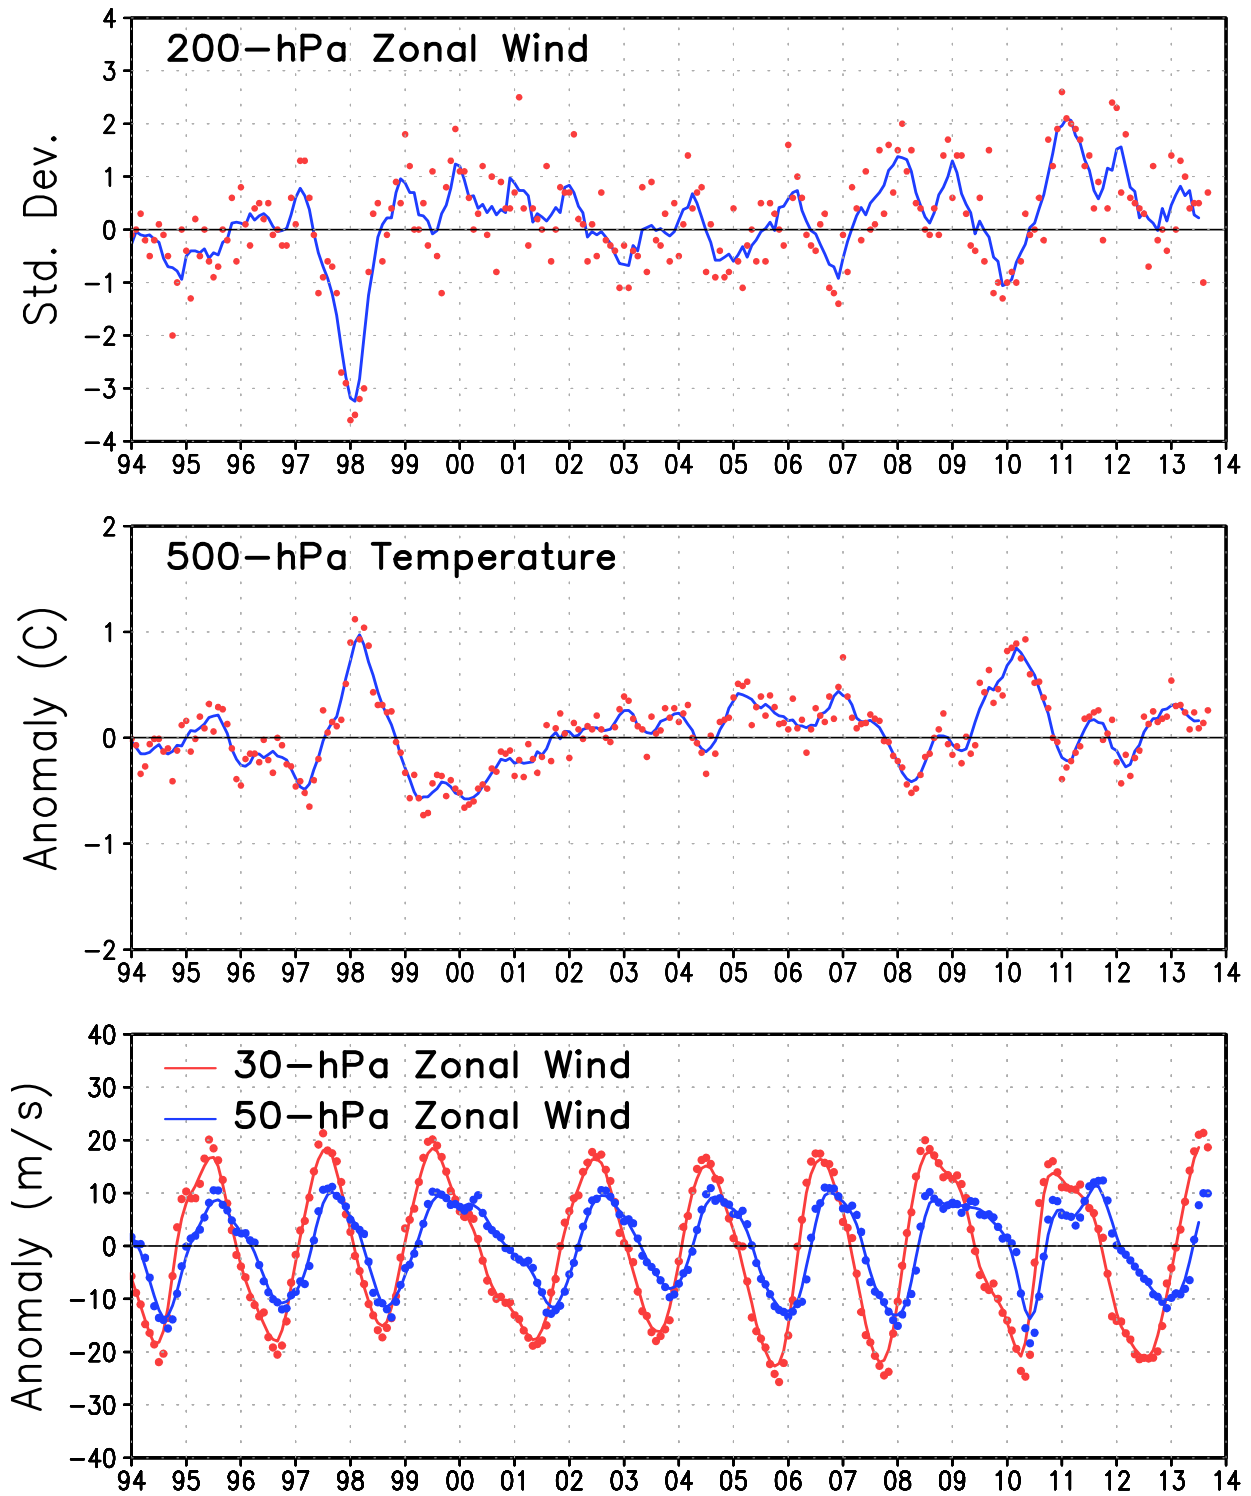 200-hPa Zonal Wind
Std. Dev.
4
3
2
1
0
-1
-2
-3
-4
94 95 96 97 98 99 00 01 02 03 04 05 06 07 08 09 10 11 12 13 14
500-hPa Temperature
Anomaly (C)
2
1
0
-1
-2
94 95 96 97 98 99 00 01 02 03 04 05 06 07 08 09 10 11 12 13 14
30-hPa Zonal Wind
50-hPa Zonal Wind
Anomaly (m/s)
40
30
20
10
0
-10
-20
-30
-40
94 95 96 97 98 99 00 01 02 03 04 05 06 07 08 09 10 11 12 13 14